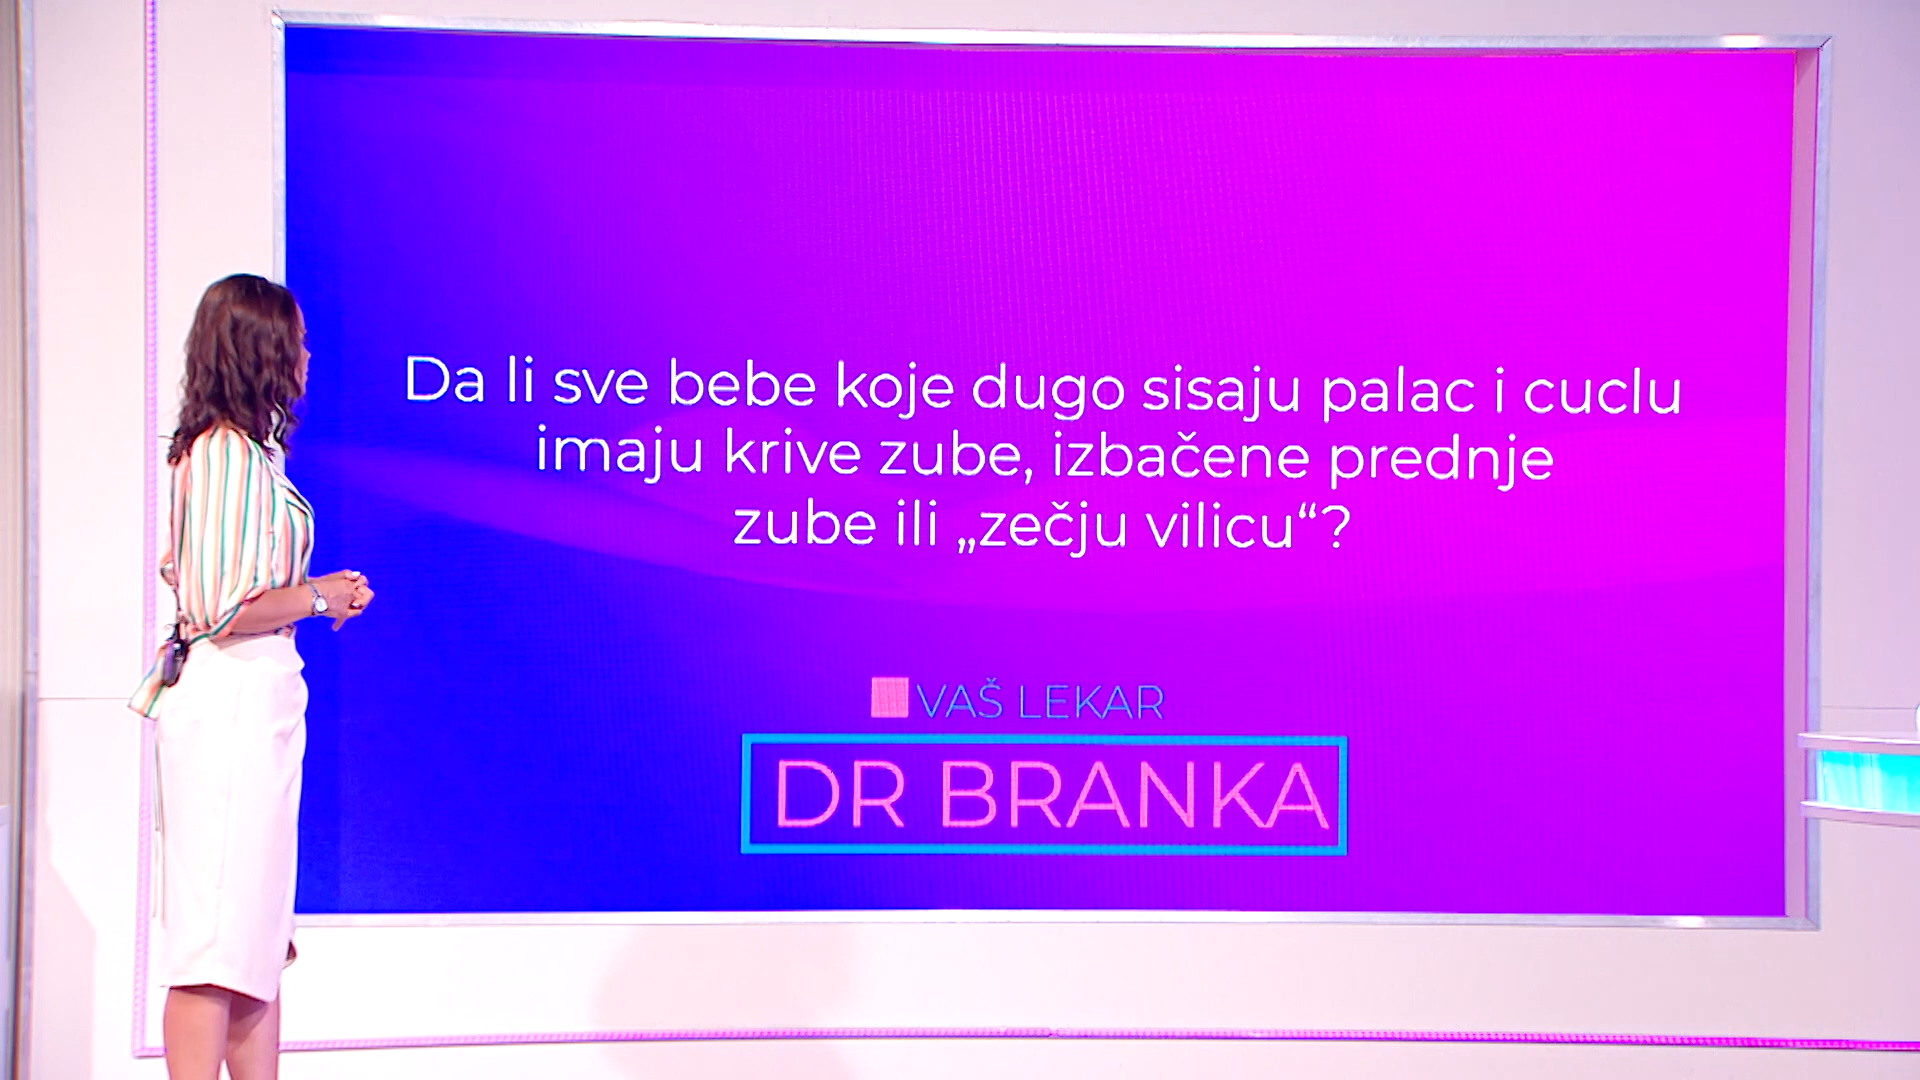 Da li sve bebe koje dugo sisaju palac i cuclu
imaju krive zube, izbačene prednje
zube ili „zečju vilicu“?
VAŠ LEKAR
DR BRANKA